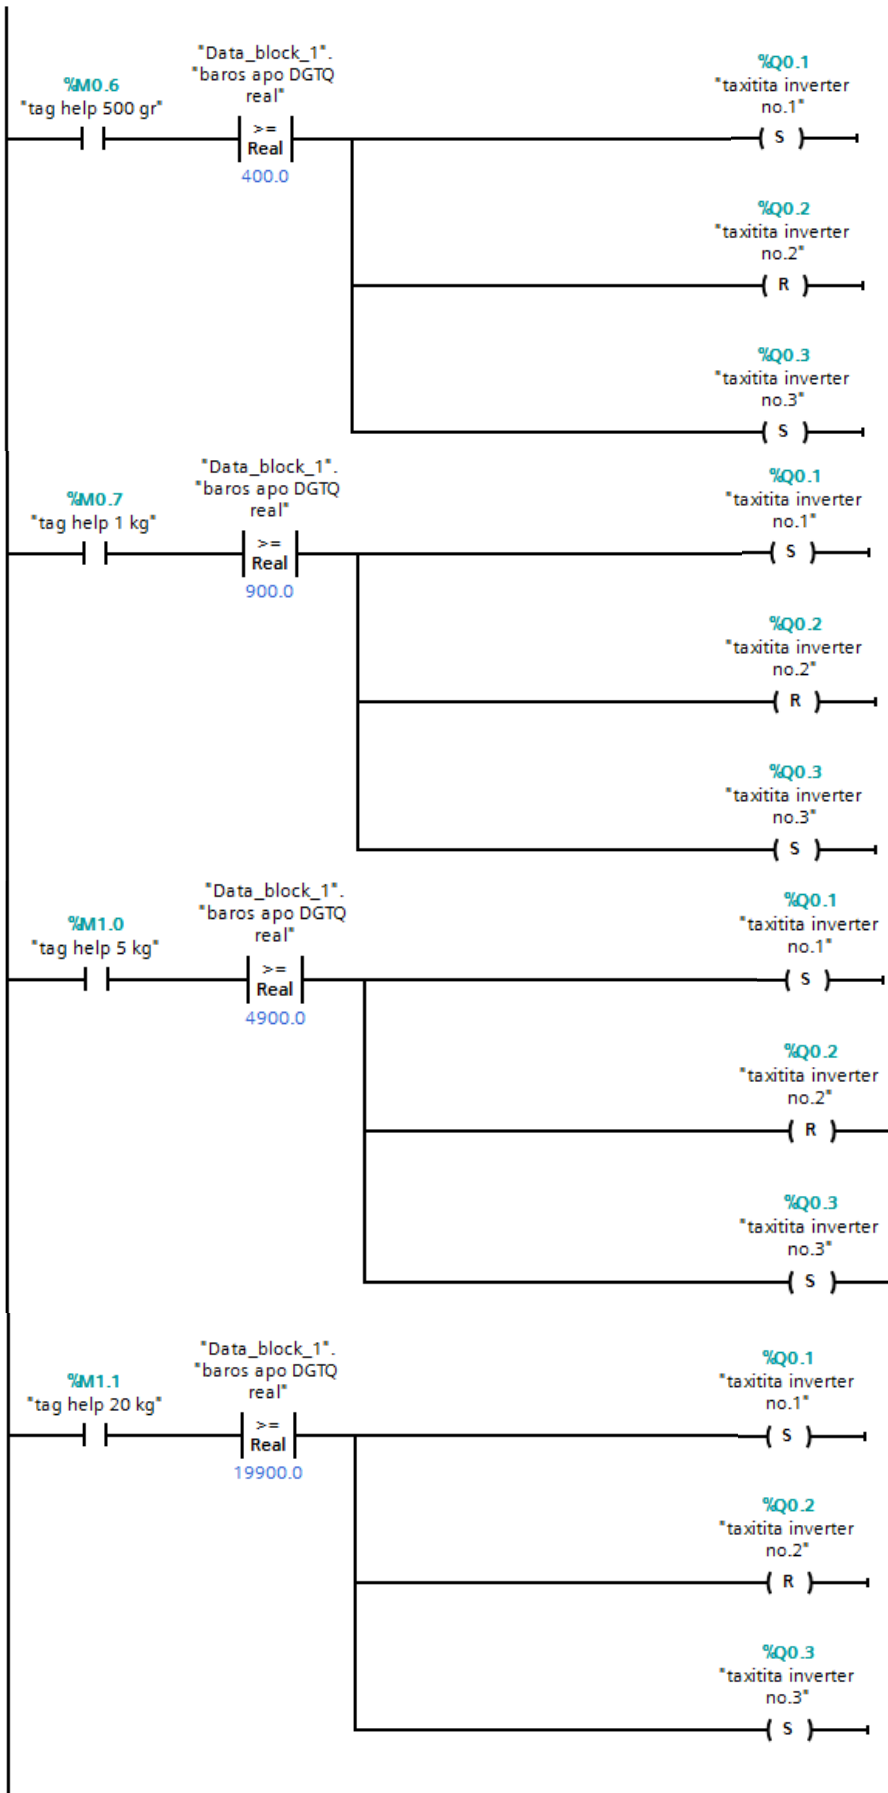 %M0.6
"tag help 500 gr"
"Data_block_1".
"baros apo DGTQ
real"
>=
Real
400.0
%Q0.1
"taxitita inverter
no.1"
S
%Q0.2
"taxitita inverter
no.2"
R
%Q0.3
"taxitita inverter
no.3"
S
%M0.7
"tag help 1 kg"
"Data_block_1".
"baros apo DGTQ
real"
>=
Real
900.0
%Q0.1
"taxitita inverter
no.1"
S
%Q0.2
"taxitita inverter
no.2"
R
%Q0.3
"taxitita inverter
no.3"
S
%M1.0
"tag help 5 kg"
"Data_block_1".
"baros apo DGTQ
real"
>=
Real
4900.0
%Q0.1
"taxitita inverter
no.1"
S
%Q0.2
"taxitita inverter
no.2"
R
%Q0.3
"taxitita inverter
no.3"
S
%M1.1
"tag help 20 kg"
"Data_block_1".
"baros apo DGTQ
real"
>=
Real
19900.0
%Q0.1
"taxitita inverter
no.1"
S
%Q0.2
"taxitita inverter
no.2"
R
%Q0.3
"taxitita inverter
no.3"
S